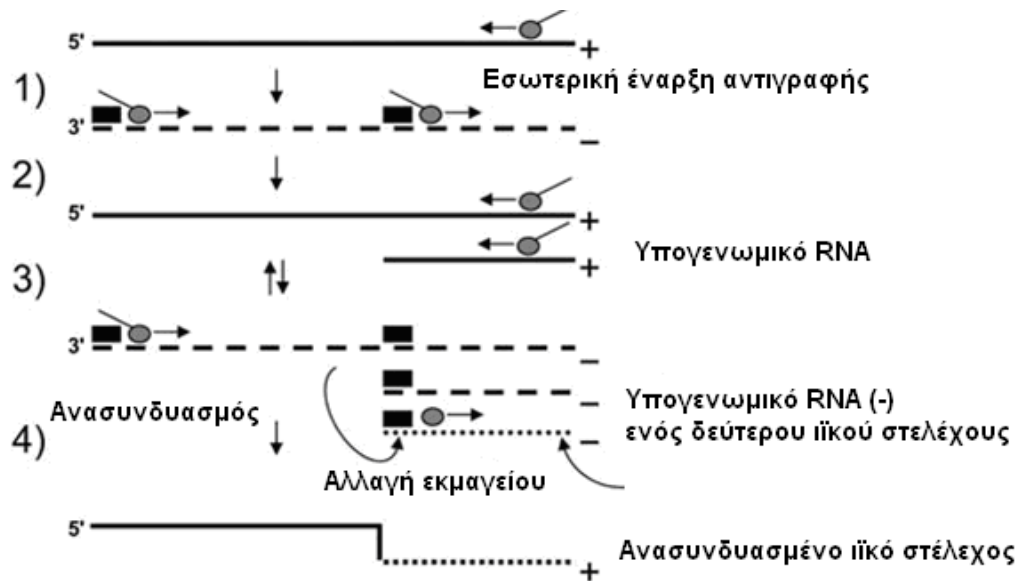 5'
+
Εσωτερική έναρξη αντιγραφής
1)
3'
−
2)
5'
+
Υπογενωμικό RNA
+
3)
3'
−
−
Υπογενωμικό RNA (-)
ενός δεύτερου ιϊκού στελέχους
−
Ανασυνδυασμός
4)
Αλλαγή εκμαγείου
5'
Ανασυνδυασμένο ιϊκό στέλεχος
+